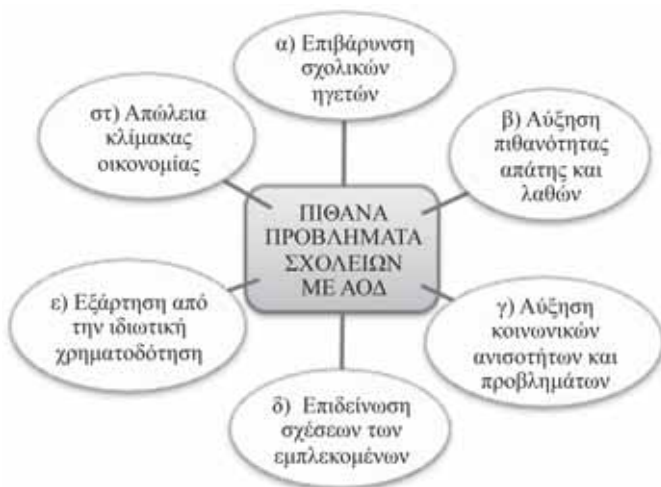 α) Επιβάρυνση
σχολικών
ηγετών
β) Αύξηση
πιθανότητας
απάτης και
λαθών
γ) Αύξηση
κοινωνικών
ανισοτήτων και
προβλημάτων
δ) Επιδείνωση
σχέσεων των
εμπλεκομένων
ε) Εξάρτηση από
την ιδιωτική
χρηματοδότηση
στ) Απώλεια
κλίμακας
οικονομίας
ΠΙΘΑΝΑ
ΠΡΟΒΛΗΜΑΤΑ
ΣΧΟΛΕΙΩΝ
ΜΕ ΑΟΔ